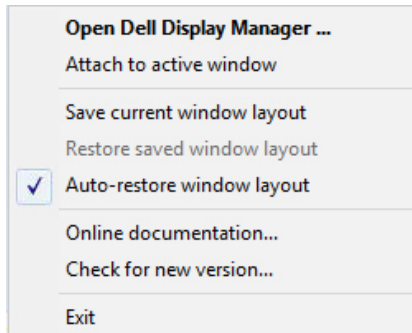 Open Dell Display Manager ...
Attach to active window
Save current window layout
Restore saved window layout
Auto-restore window layout
Online documentation...
Check for new version...
Exit